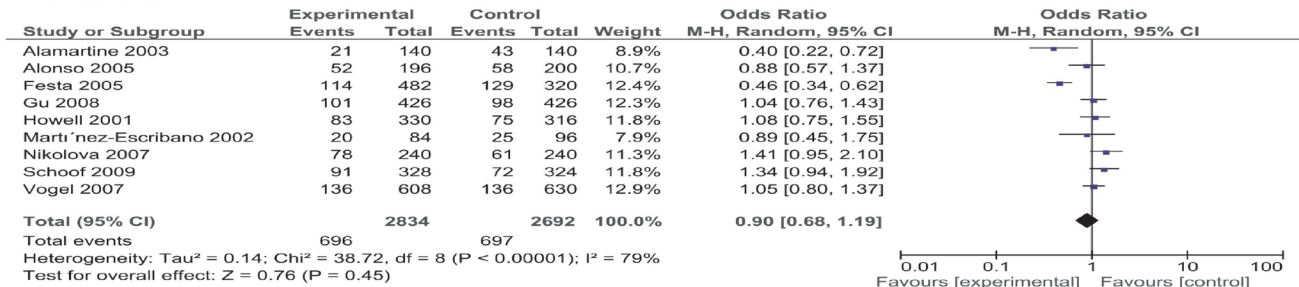 Experimental Control Odds Ratio Odds Ratio
Study or Subgroup Events Total Events Total Weight M-H, Random, 95% CI M-H, Random, 95% CI
Alamartine 2003 21 140 43 140 8.9% 0.40 [0.22, 0.72]
Alonso 2005 52 196 58 200 10.7% 0.88 [0.57, 1.37]
Festa 2005 114 482 129 320 12.4% 0.46 [0.34, 0.62]
Gu 2008 101 426 98 426 12.3% 1.04 [0.76, 1.43]
Howell 2001 83 330 75 316 11.8% 1.08 [0.75, 1.55]
Martı´nez-Escribano 2002 20 84 25 96 7.9% 0.89 [0.45, 1.75]
Nikolova 2007 78 240 61 240 11.3% 1.41 [0.95, 2.10]
Schoof 2009 91 328 72 324 11.8% 1.34 [0.94, 1.92]
Vogel 2007 136 608 136 630 12.9% 1.05 [0.80, 1.37]
Total (95% CI) 2834 2692 100.0% 0.90 [0.68, 1.19]
Total events 696 697
Heterogeneity: Tau² = 0.14; Chi² = 38.72, df = 8 (P < 0.00001); I² = 79%
Test for overall effect: Z = 0.76 (P = 0.45)
0.01 0.1 1 10 100
Favours [experimental] Favours [control]